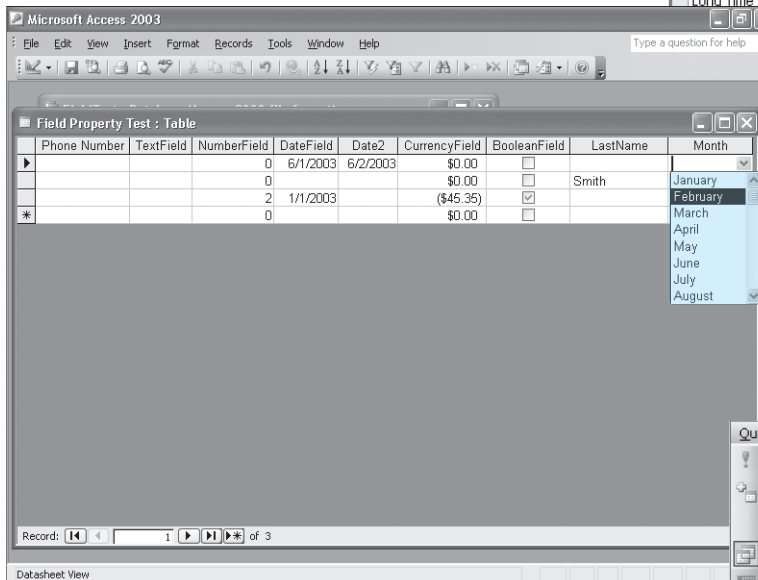 Long Time
Microsoft Access 2003
File Edit View Insert Format Records Tools Window Help
Type a question for help
Field Property Test : Table
Phone Number TextField NumberField DateField Date2 CurrencyField BooleanField LastName Month
0 6/1/2003 6/2/2003 $0.00
0 $0.00 Smith
2 1/1/2003 ($45.35)
0 $0.00
January
February
March
April
May
June
July
August
Qu
Record: 1 of 3
Datasheet View